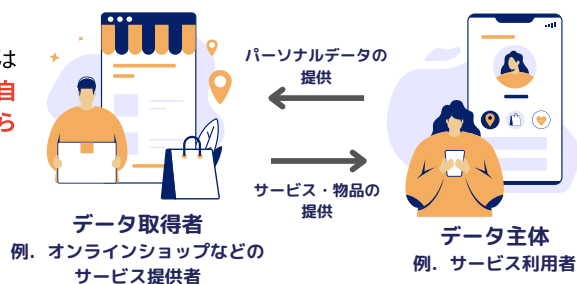 は
自
ら
パーソナルデータの
提供
サービス・物品の
提供
データ取得者
例．オンラインショップなどの
サービス提供者
データ主体
例．サービス利用者